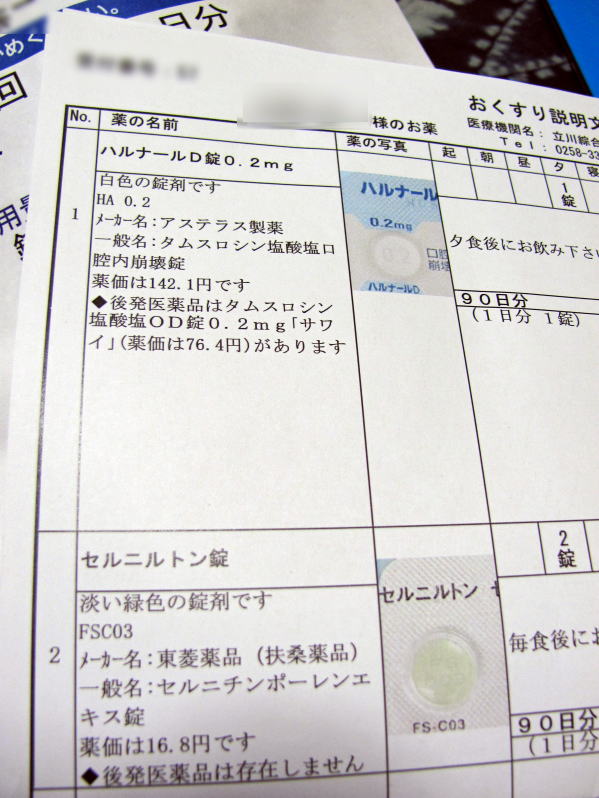 日分
めく
い。
回
おくすり説明文
医療機関名：立川綜合
様のお薬
Ｔｅｌ：0258-33
No.
薬の名前
薬の写真
起
朝
昼
夕
寝
1
ハルナールＤ錠０.２ｍｇ
白色の錠剤です
HA 0.2
ﾒｰｶｰ名：アステラス製薬
一般名：タムスロシン塩酸塩口
腔内崩壊錠
薬価は142.1円です
◆後発医薬品はタムスロシン
塩酸塩ＯＤ錠０.２ｍｇ「サワ
イ」(薬価は76.4円)があります
ハルナール
0.2mg
口腔
崩壊
ハルナールD
1
錠
夕食後にお飲み下さい
９０日分
（１日分 １錠）
2
セルニルトン錠
淡い緑色の錠剤です
FSC03
ﾒｰｶｰ名：東菱薬品（扶桑薬品）
一般名：セルニチンポーレンエ
キス錠
薬価は16.8円です
◆後発医薬品は存在しません
セルニルトン
FS-C03
2
錠
毎食後にお
９０日分
（１日分